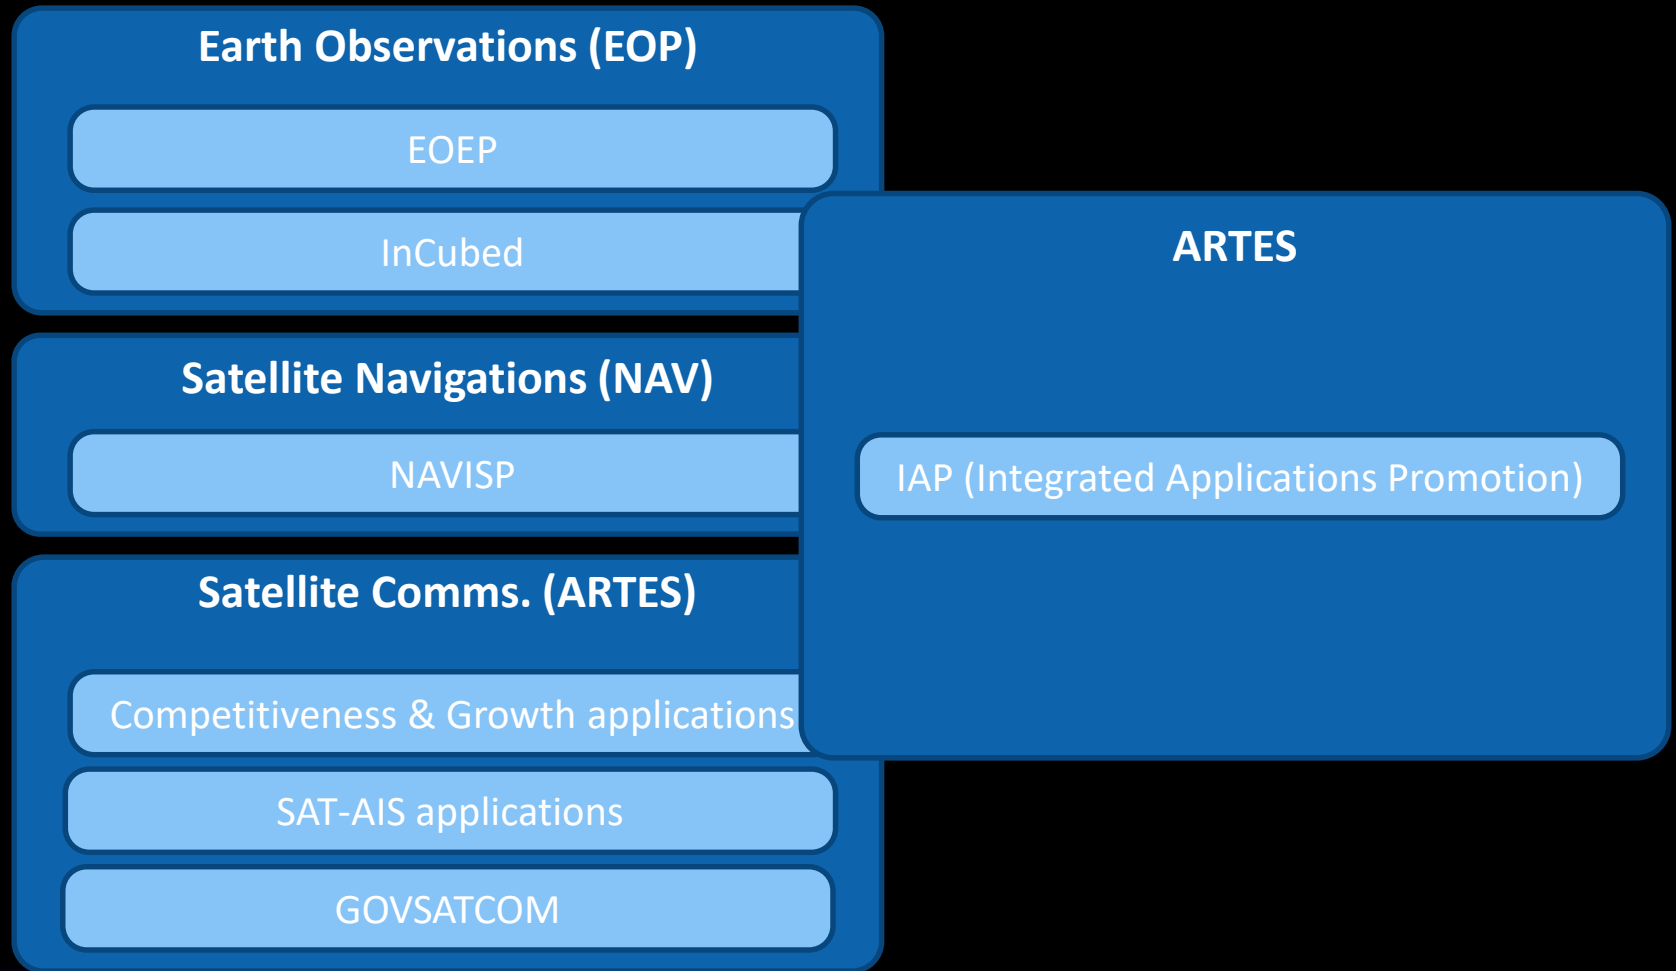 Earth Observations (EOP)
EOEP
InCubed
Satellite Navigations (NAV)
NAVISP
Satellite Comms. (ARTES)
Competitiveness & Growth applications
SAT-AIS applications
GOVSATCOM
ARTES
IAP (Integrated Applications Promotion)